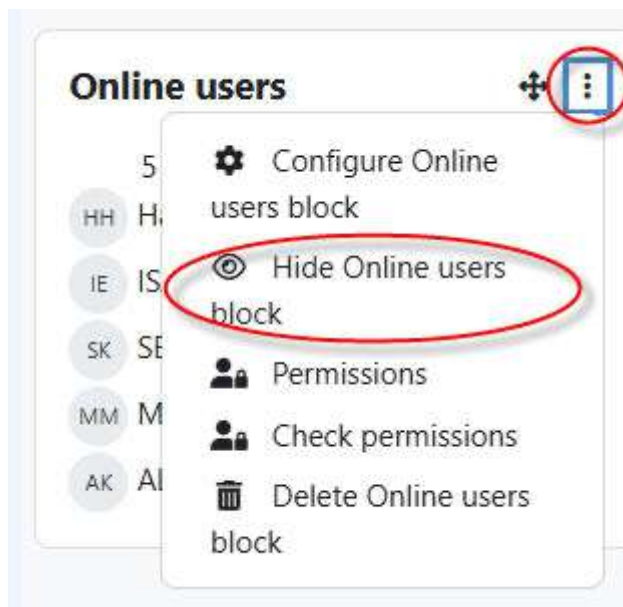 Online users
5
Configure Online
users block
HH
Hide Online users
block
IE IS
SK
Permissions
MM M
Check permissions
AK
Delete Online users
block